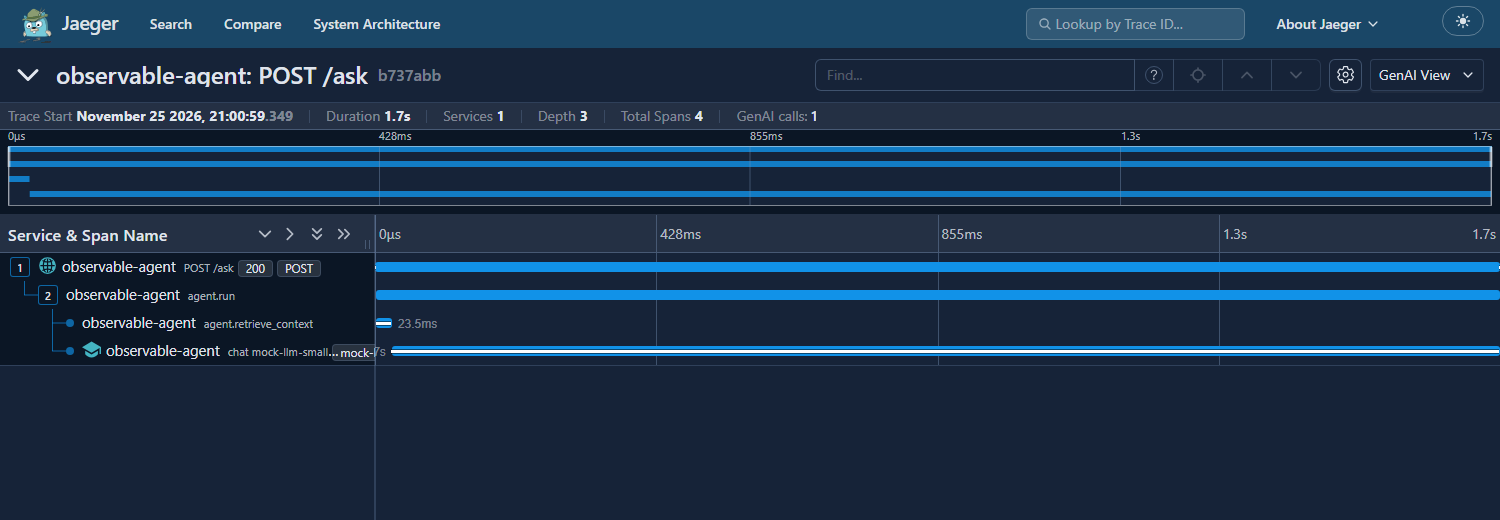 Jaeger Search Compare System Architecture Lookup by Trace ID... About Jaeger
observable-agent: POST /ask b737abb Find... ? GenAI View
Trace Start November 25 2026, 21:00:59.349 Duration 1.7s Services 1 Depth 3 Total Spans 4 GenAI calls: 1
0μs 428ms 855ms 1.3s 1.7s
Service & Span Name 0μs 428ms 855ms 1.3s 1.7s
1 observable-agent POST /ask 200 POST
2 observable-agent agent.run
observable-agent agent.retrieve_context 23.5ms
observable-agent chat mock-llm-small... mock- 7s